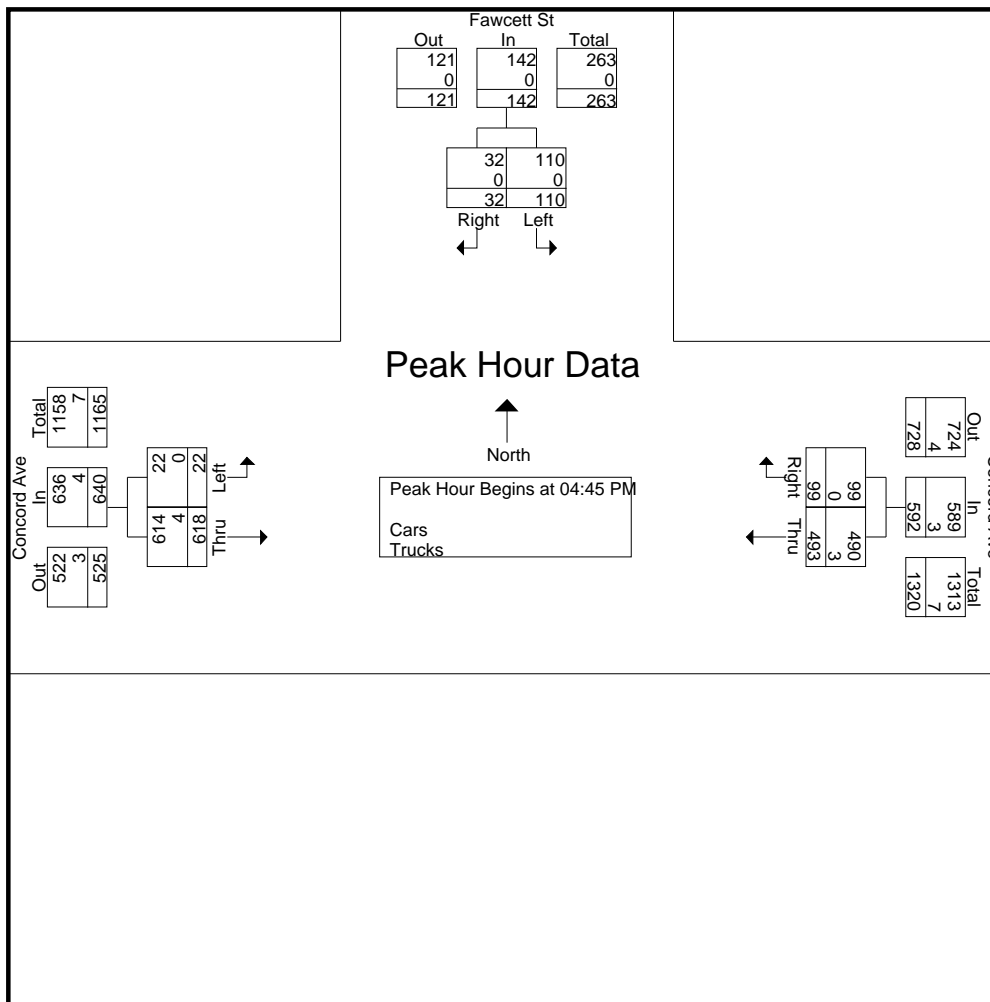 Fawcett St
Out In Total
121 142 263
0 0 0
121 142 263
32 110
0 0
32 110
Right Left
Peak Hour Data
North
Peak Hour Begins at 04:45 PM
Cars
Trucks
Concord Ave
Total
1158
7
1165
In
636
4
640
Out
522
3
525
22
0
22
Left
614
4
618
Thru
Out
724
4
728
In
589
3
592
Total
1313
7
1320
Right
99
0
99
Thru
490
3
493